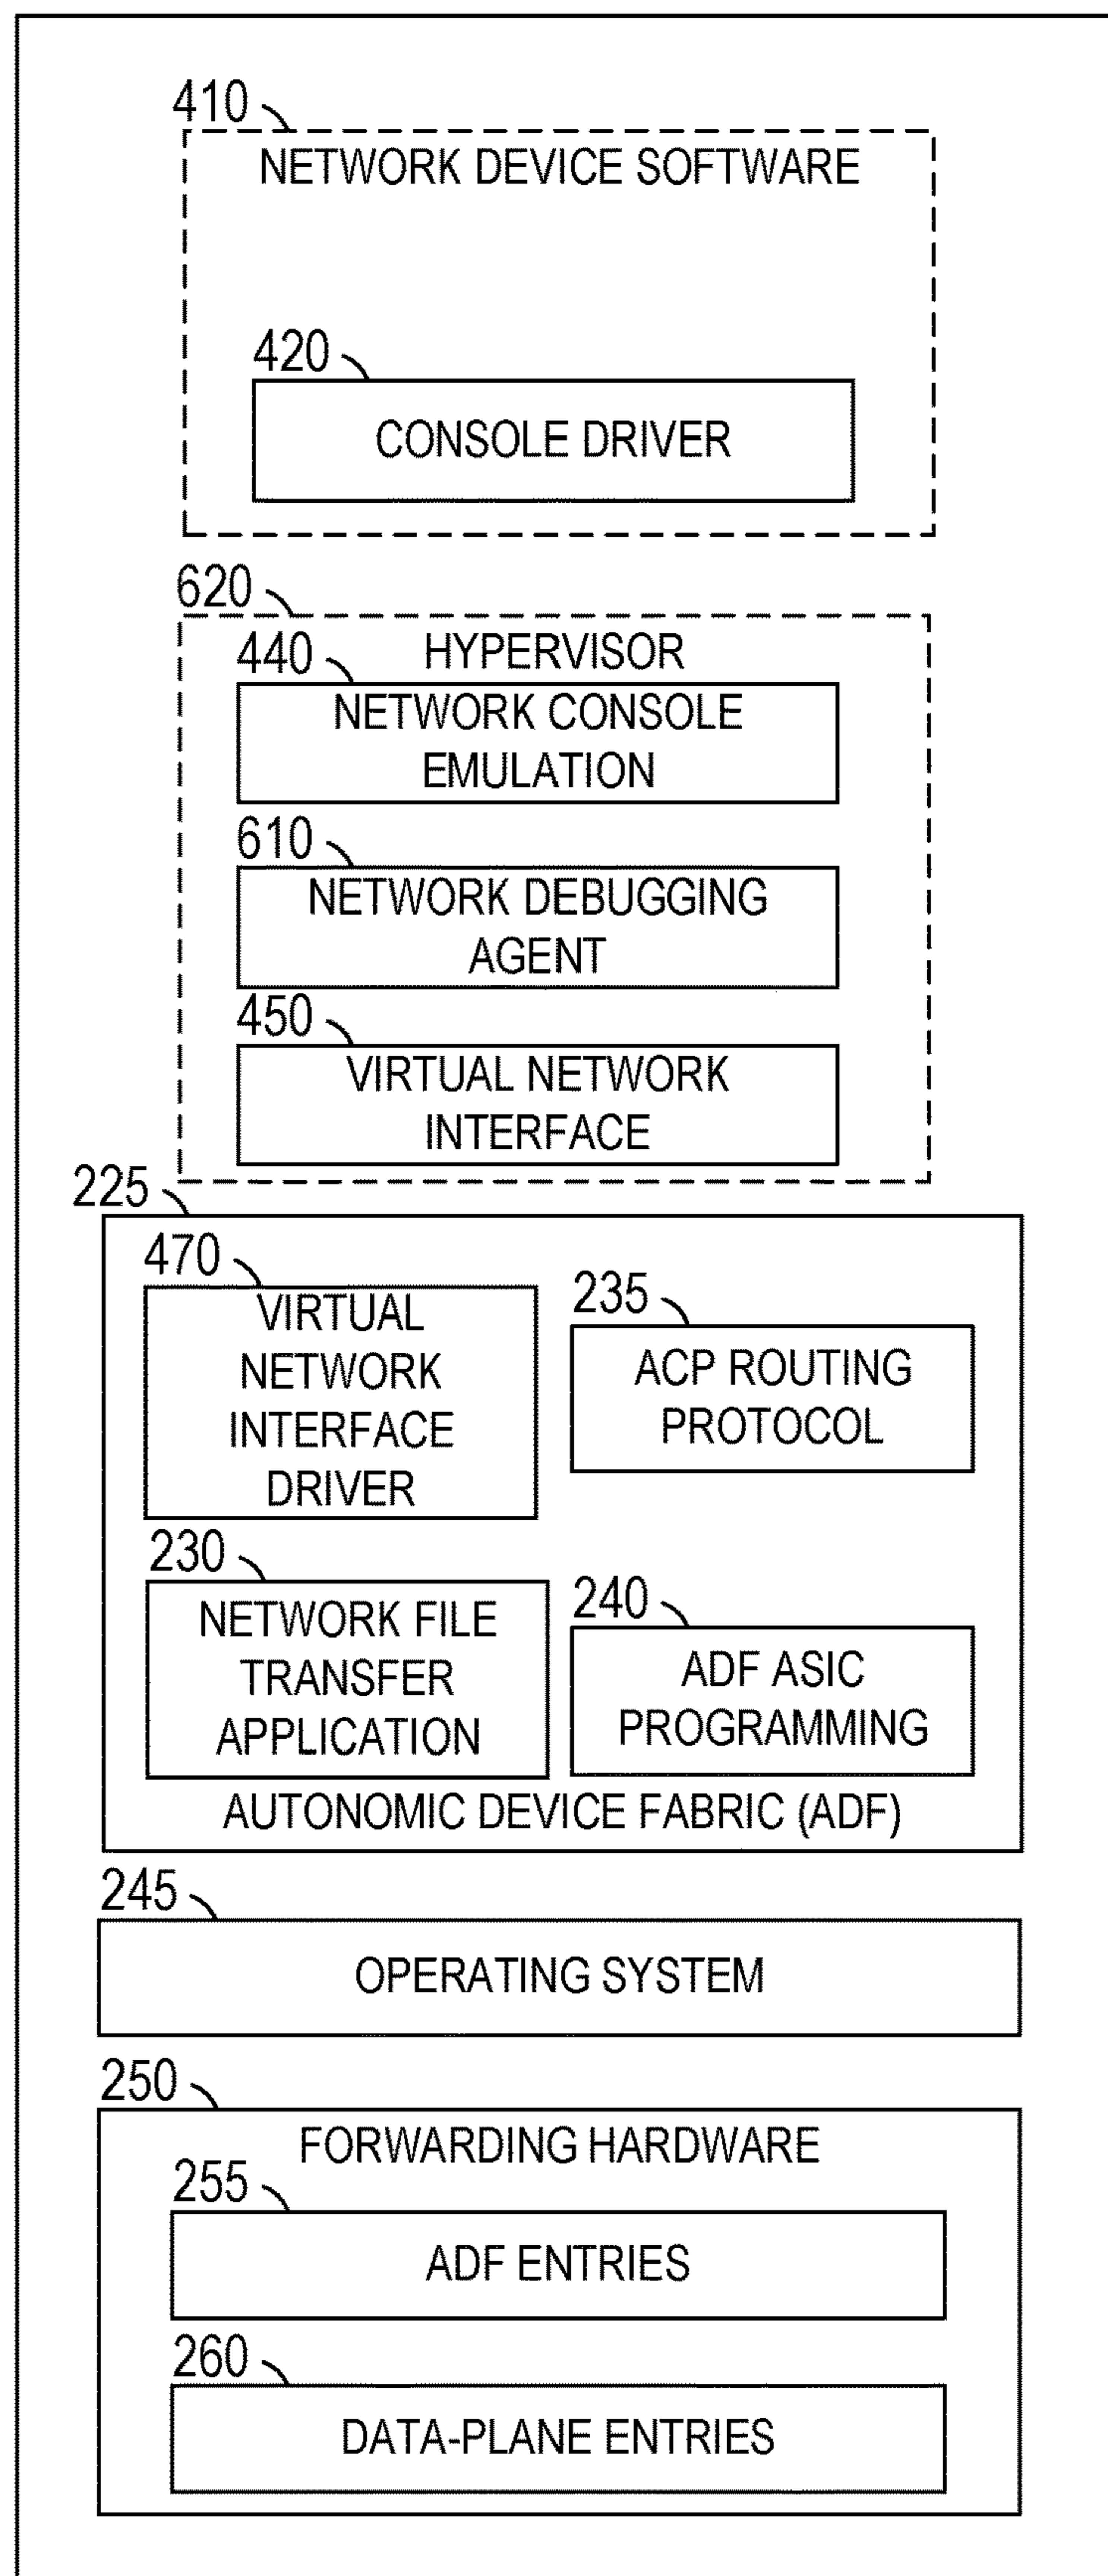 410
NETWORK DEVICE SOFTWARE
420
CONSOLE DRIVER
620
HYPERVISOR
440
NETWORK CONSOLE
EMULATION
610
NETWORK DEBUGGING
AGENT
450
VIRTUAL NETWORK
INTERFACE
225
470
VIRTUAL
NETWORK
INTERFACE
DRIVER
235
ACP ROUTING
PROTOCOL
230
NETWORK FILE
TRANSFER
APPLICATION
240
ADF ASIC
PROGRAMMING
AUTONOMIC DEVICE FABRIC (ADF)
245
OPERATING SYSTEM
250
FORWARDING HARDWARE
255
ADF ENTRIES
260
DATA-PLANE ENTRIES